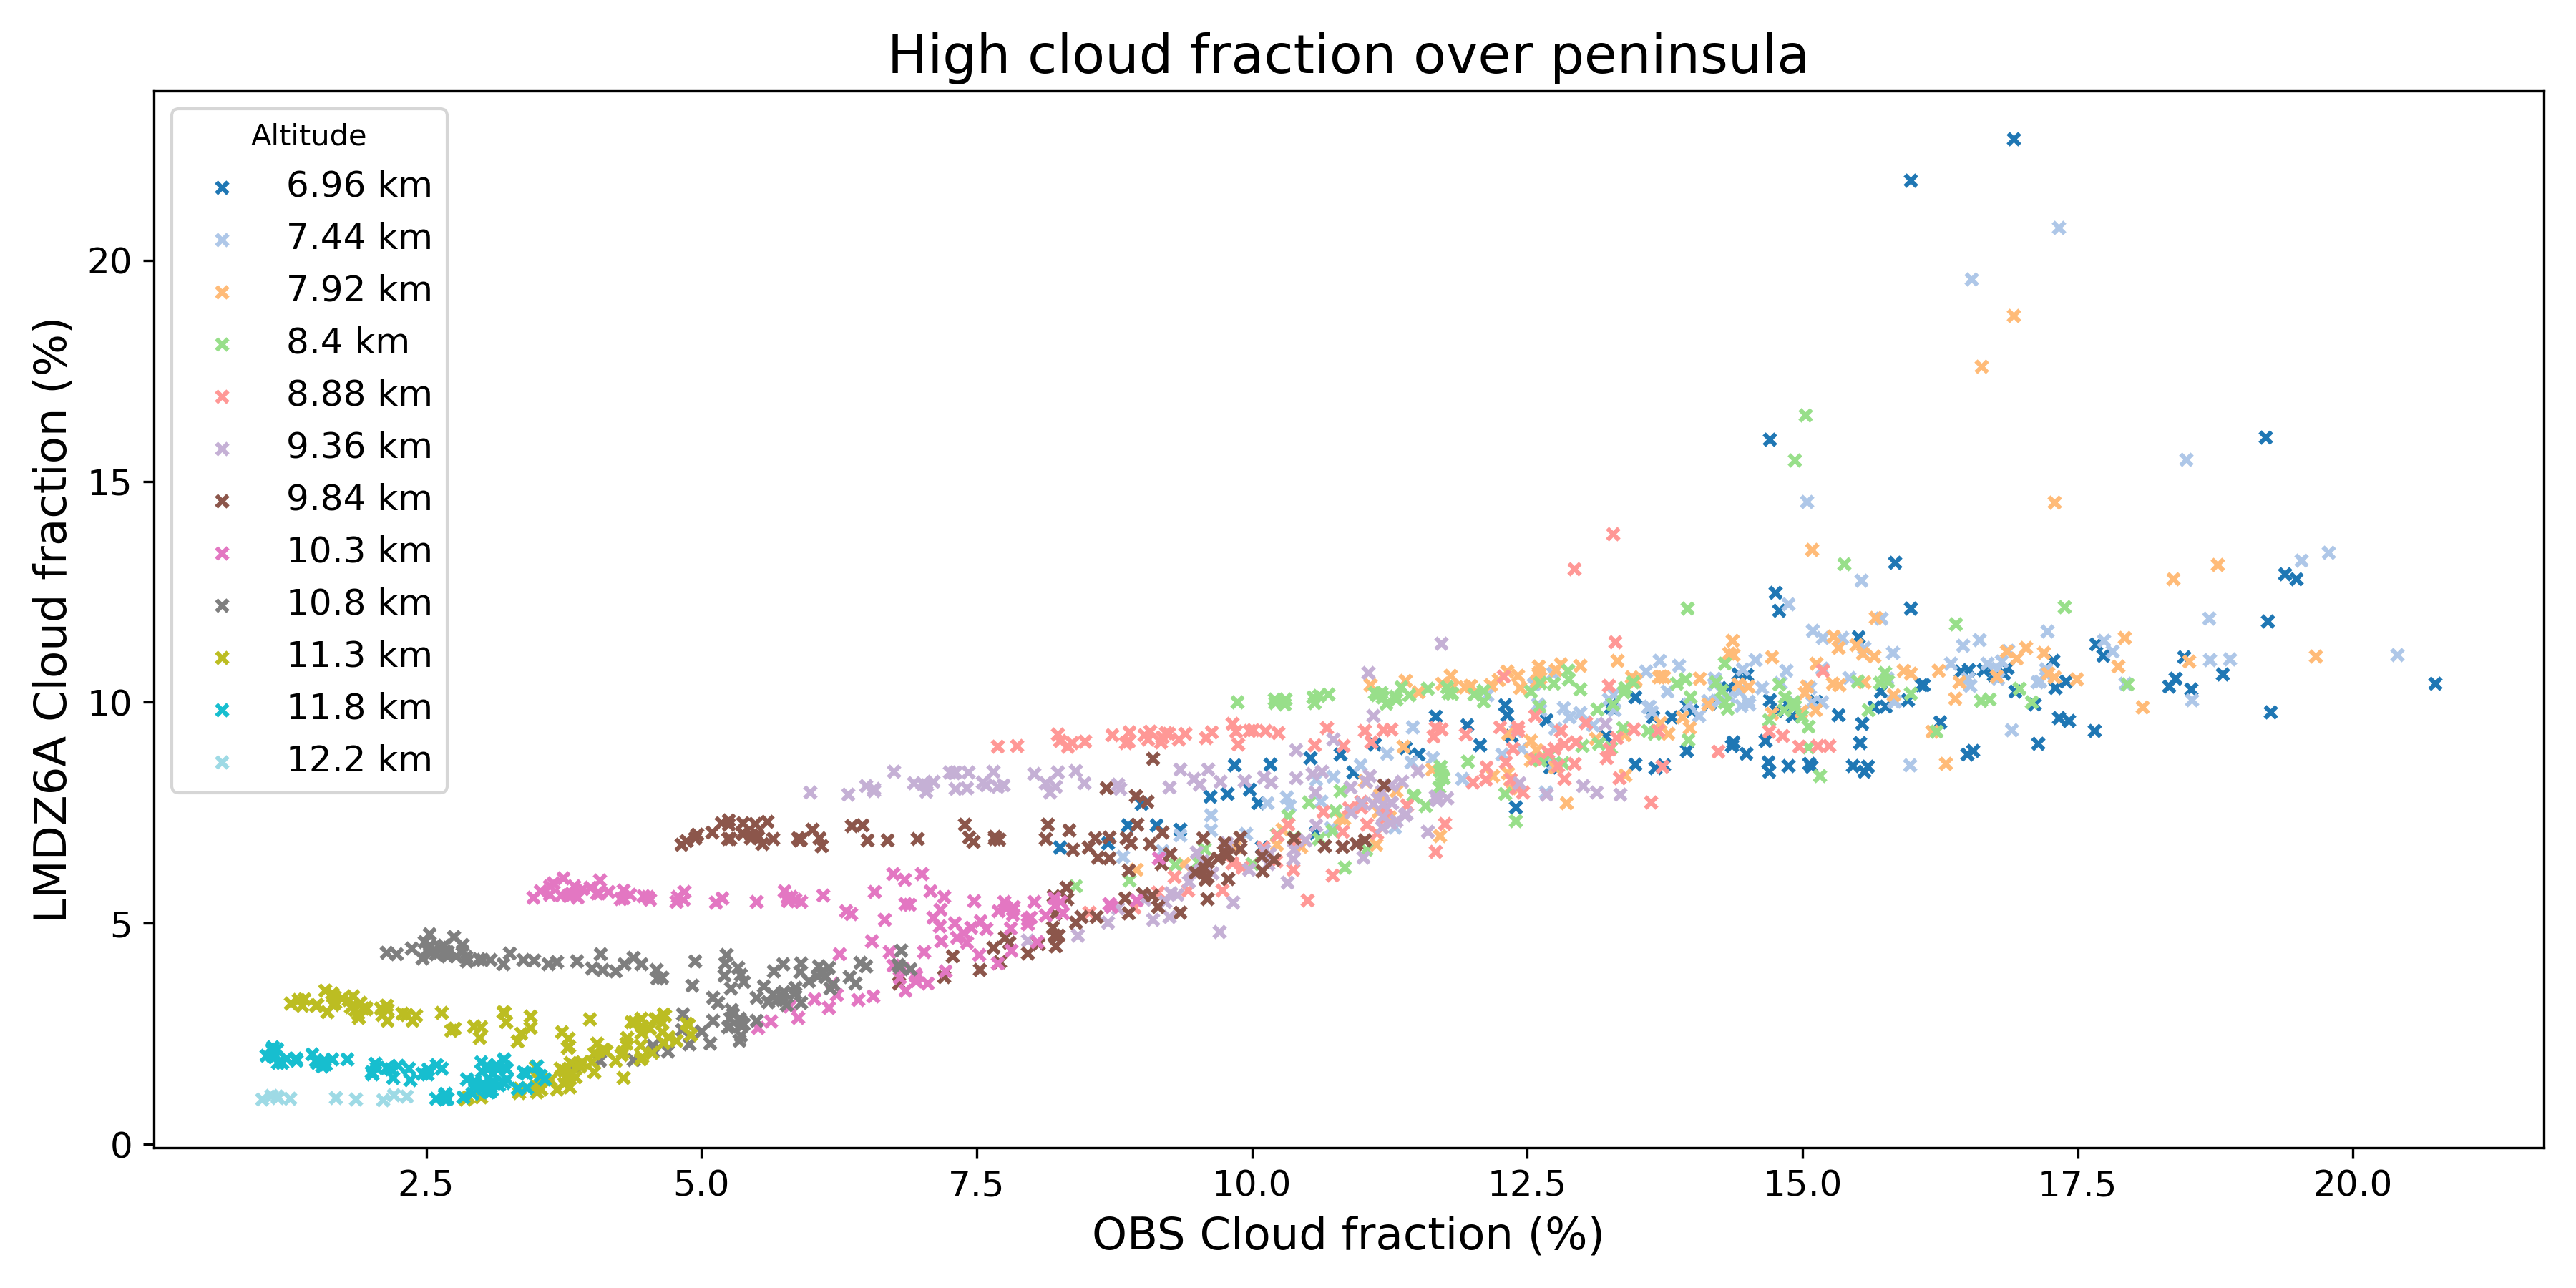 High cloud fraction over peninsula
Altitude
6.96 km
7.44 km
7.92 km
8.4 km
8.88 km
9.36 km
9.84 km
10.3 km
10.8 km
11.3 km
11.8 km
12.2 km
LMDZ6A Cloud fraction (%)
20
15
10
5
0
2.5 5.0 7.5 10.0 12.5 15.0 17.5 20.0
OBS Cloud fraction (%)